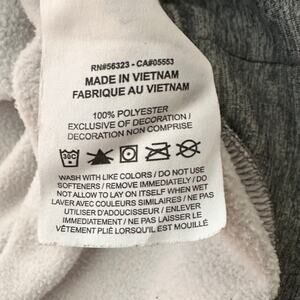 RN#56323 - CA#05553
MADE IN VIETNAM
FABRIQUE AU VIETNAM
100% POLYESTER
EXCLUSIVE OF DECORATION /
DECORATION NON COMPRISE
30C
WASH WITH LIKE COLORS / DO NOT USE
SOFTENERS / REMOVE IMMEDIATELY / DO
NOT ALLOW TO LAY ON ITSELF WHEN WET
LAVER AVEC COULEURS SIMILAIRES / NE PAS
UTILISER D'ADOUCISSEUR / ENLEVER
IMMÉDIATEMENT / NE PAS LAISSER LE
VÊTEMENT PLIÉ LORSQU'IL EST MOUILLÉ